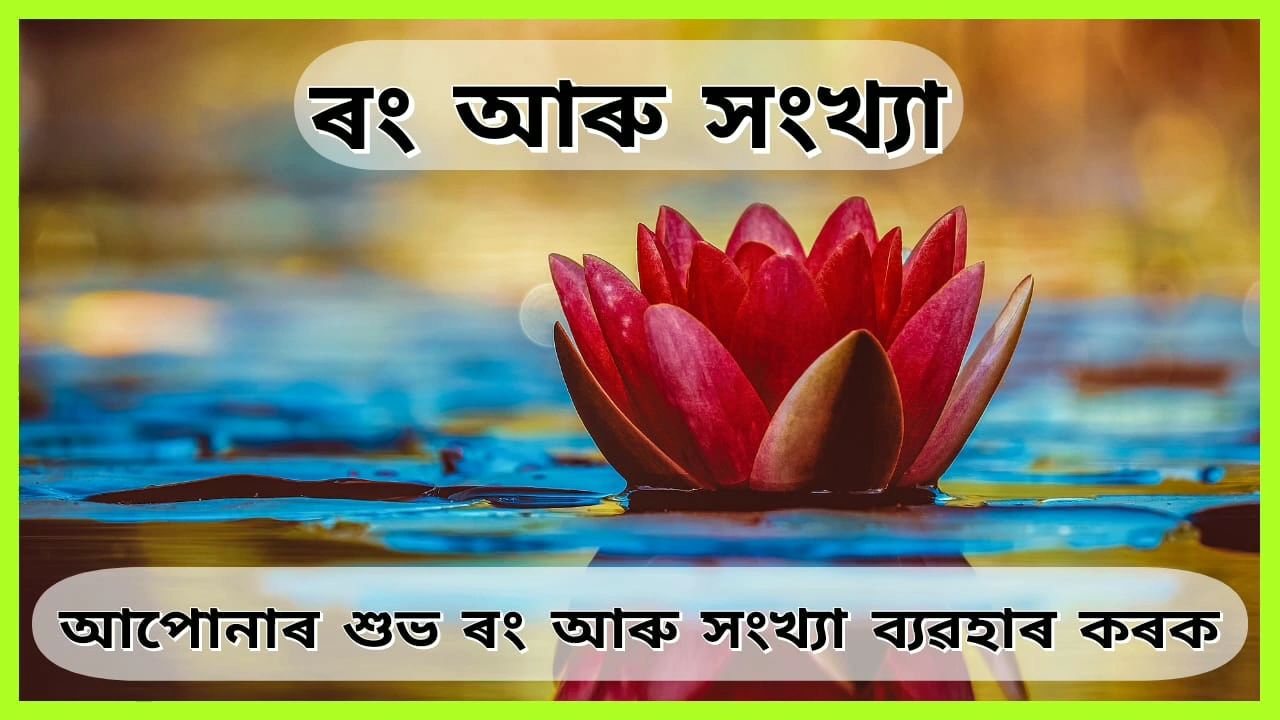 ৰং আৰু সংখ্যা
আপোনাৰ শুভ ৰং আৰু সংখ্যা ব্যৱহাৰ কৰক